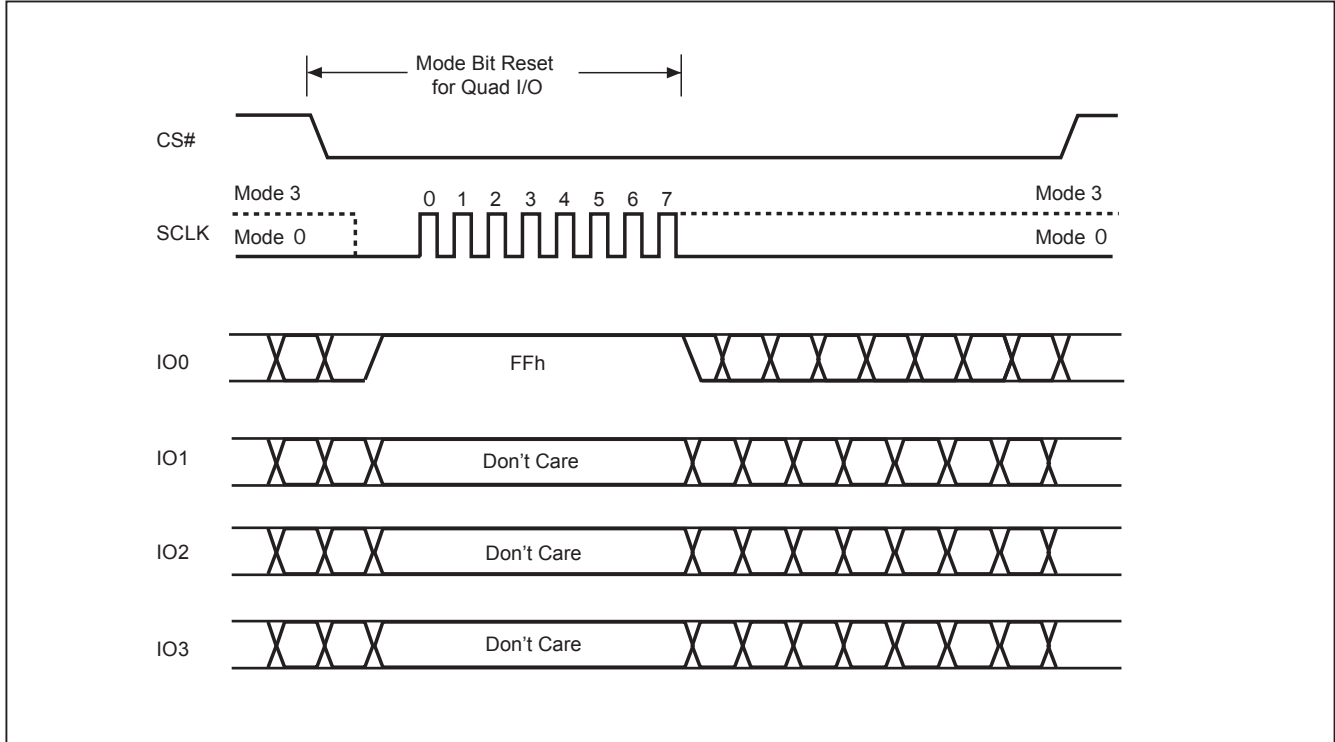 Mode Bit Reset
for Quad I/O
CS#
Mode 3
Mode 3
0 1 2 3 4 5 6 7
SCLK
Mode 0
Mode 0
IO0
FFh
IO1
Don't Care
IO2
Don't Care
IO3
Don't Care